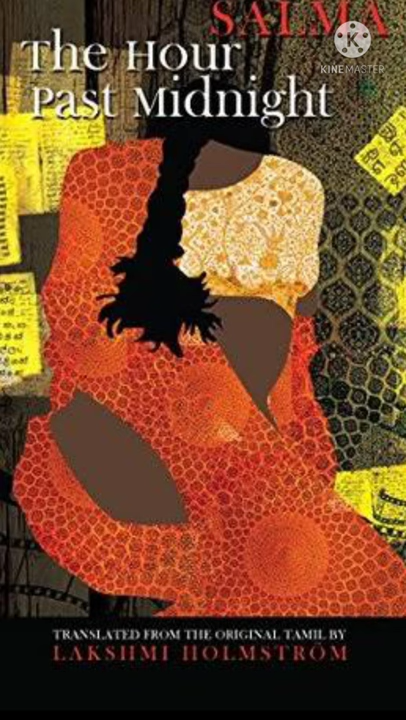 SALMA
The Hour
Past Midnight
KINEMASTER
TRANSLATED FROM THE ORIGINAL TAMIL BY
LAKSHMI HOLMSTRÖM